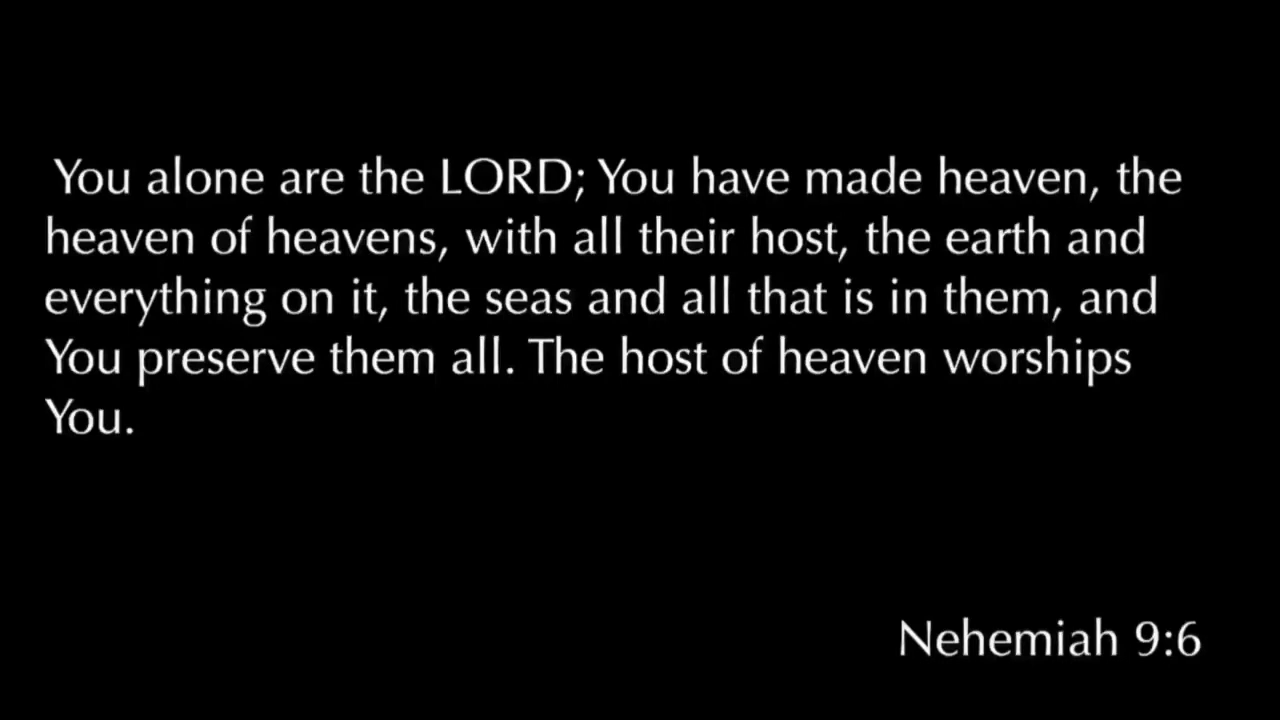 You alone are the LORD; You have made heaven, the
heaven of heavens, with all their host, the earth and
everything on it, the seas and all that is in them, and
You preserve them all. The host of heaven worships
You.
Nehemiah 9:6